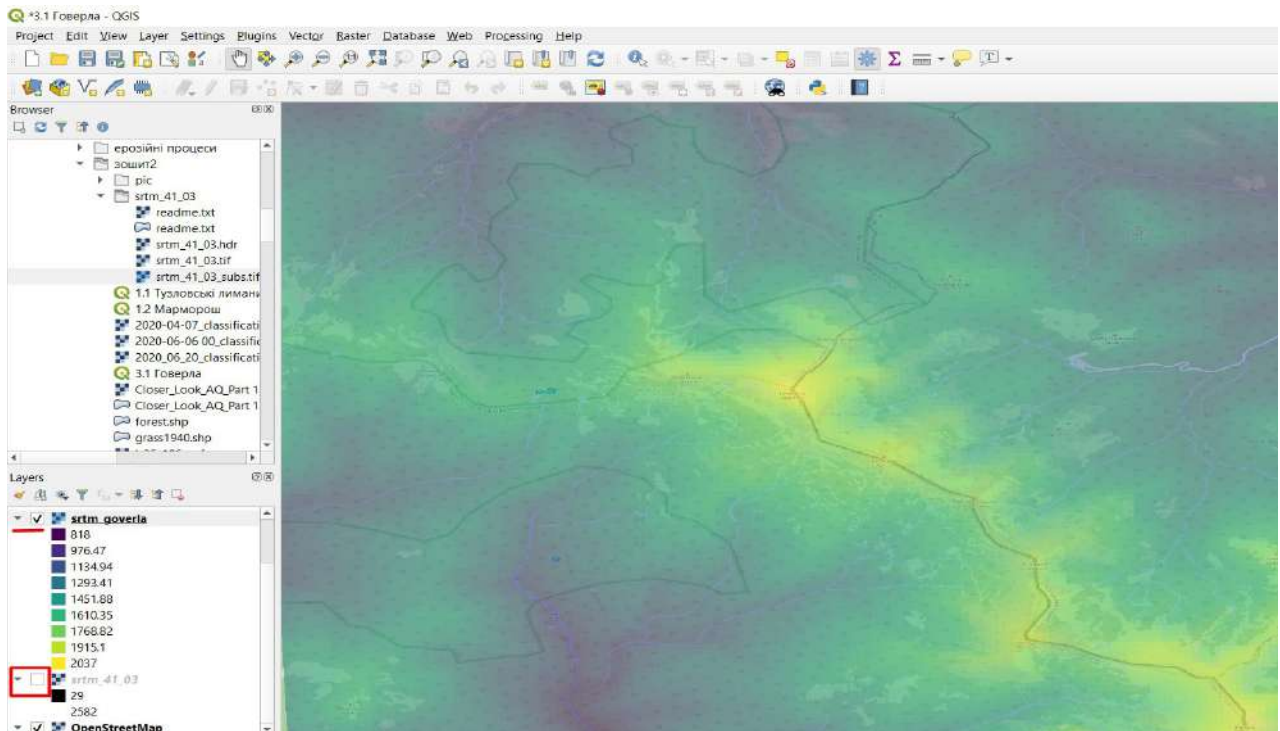 *3.1 Говерла - QGIS
Project Edit View Layer Settings Plugins Vector Raster Database Web Processing Help
Browser
ерозійні процеси
зошит2
pic
srtm_41_03
readme.txt
readme.txt
srtm_41_03.hdr
srtm_41_03.tif
srtm_41_03_subs.tif
1.1 Тузловські лимани
1.2 Марморош
2020-04-07_classificati
2020-06-06 00_classific
2020_06_20_classificati
3.1 Говерла
Closer_Look_AQ_Part 1
Closer_Look_AQ_Part 1
forest.shp
grass1940.shp
Layers
srtm_goverla
818
976.47
1134.94
1293.41
1451.88
1610.35
1768.82
1915.1
2037
srtm_41_03
29
2582
OpenStreetMap